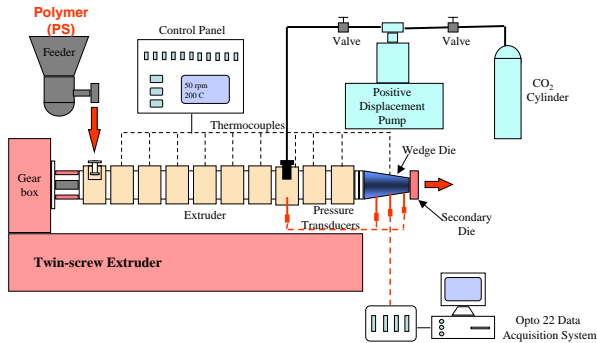 Polymer
(PS)
Feeder
Control Panel
50 rpm
200 C
Valve
Valve
Positive
Displacement
Pump
CO2
Cylinder
Thermocouples
Wedge Die
Gear
box
Extruder
Pressure
Transducers
Secondary
Die
Twin-screw Extruder
Opto 22 Data
Acquisition System